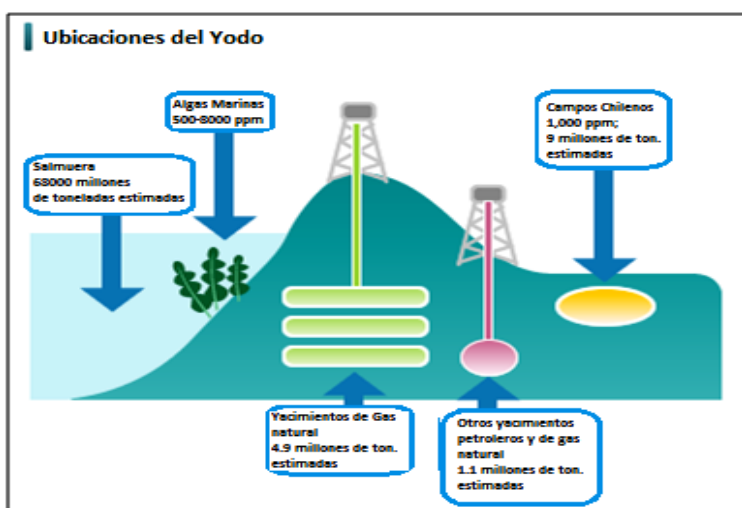 Ubicaciones del Yodo
Algas Marinas
500-8000 ppm
Campos Chilenos
1,000 ppm;
9 millones de ton.
estimadas
Salmuera
68000 millones
de toneladas estimadas
Yacimientos de Gas
natural
4.9 millones de ton.
estimadas
Otros yacimientos
petroleros y de gas
natural
1.1 millones de ton.
estimadas